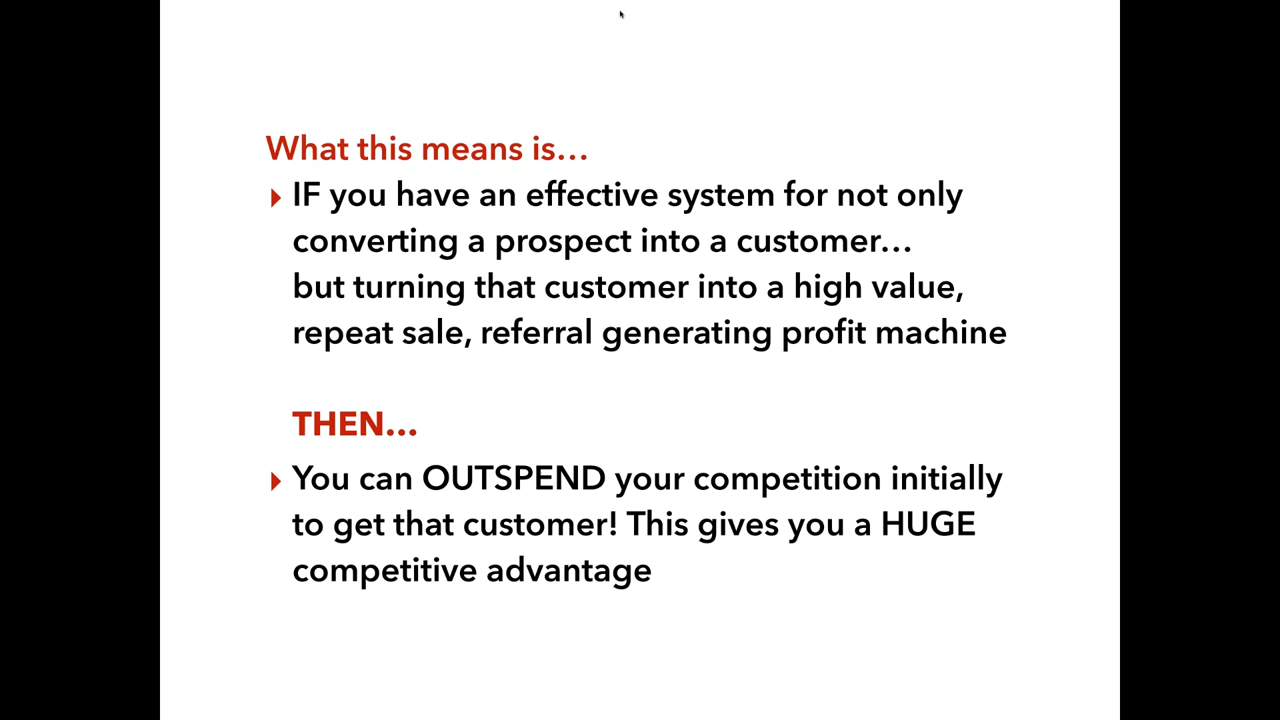 What this means is…
IF you have an effective system for not only
converting a prospect into a customer…
but turning that customer into a high value,
repeat sale, referral generating profit machine
THEN…
You can OUTSPEND your competition initially
to get that customer! This gives you a HUGE
competitive advantage